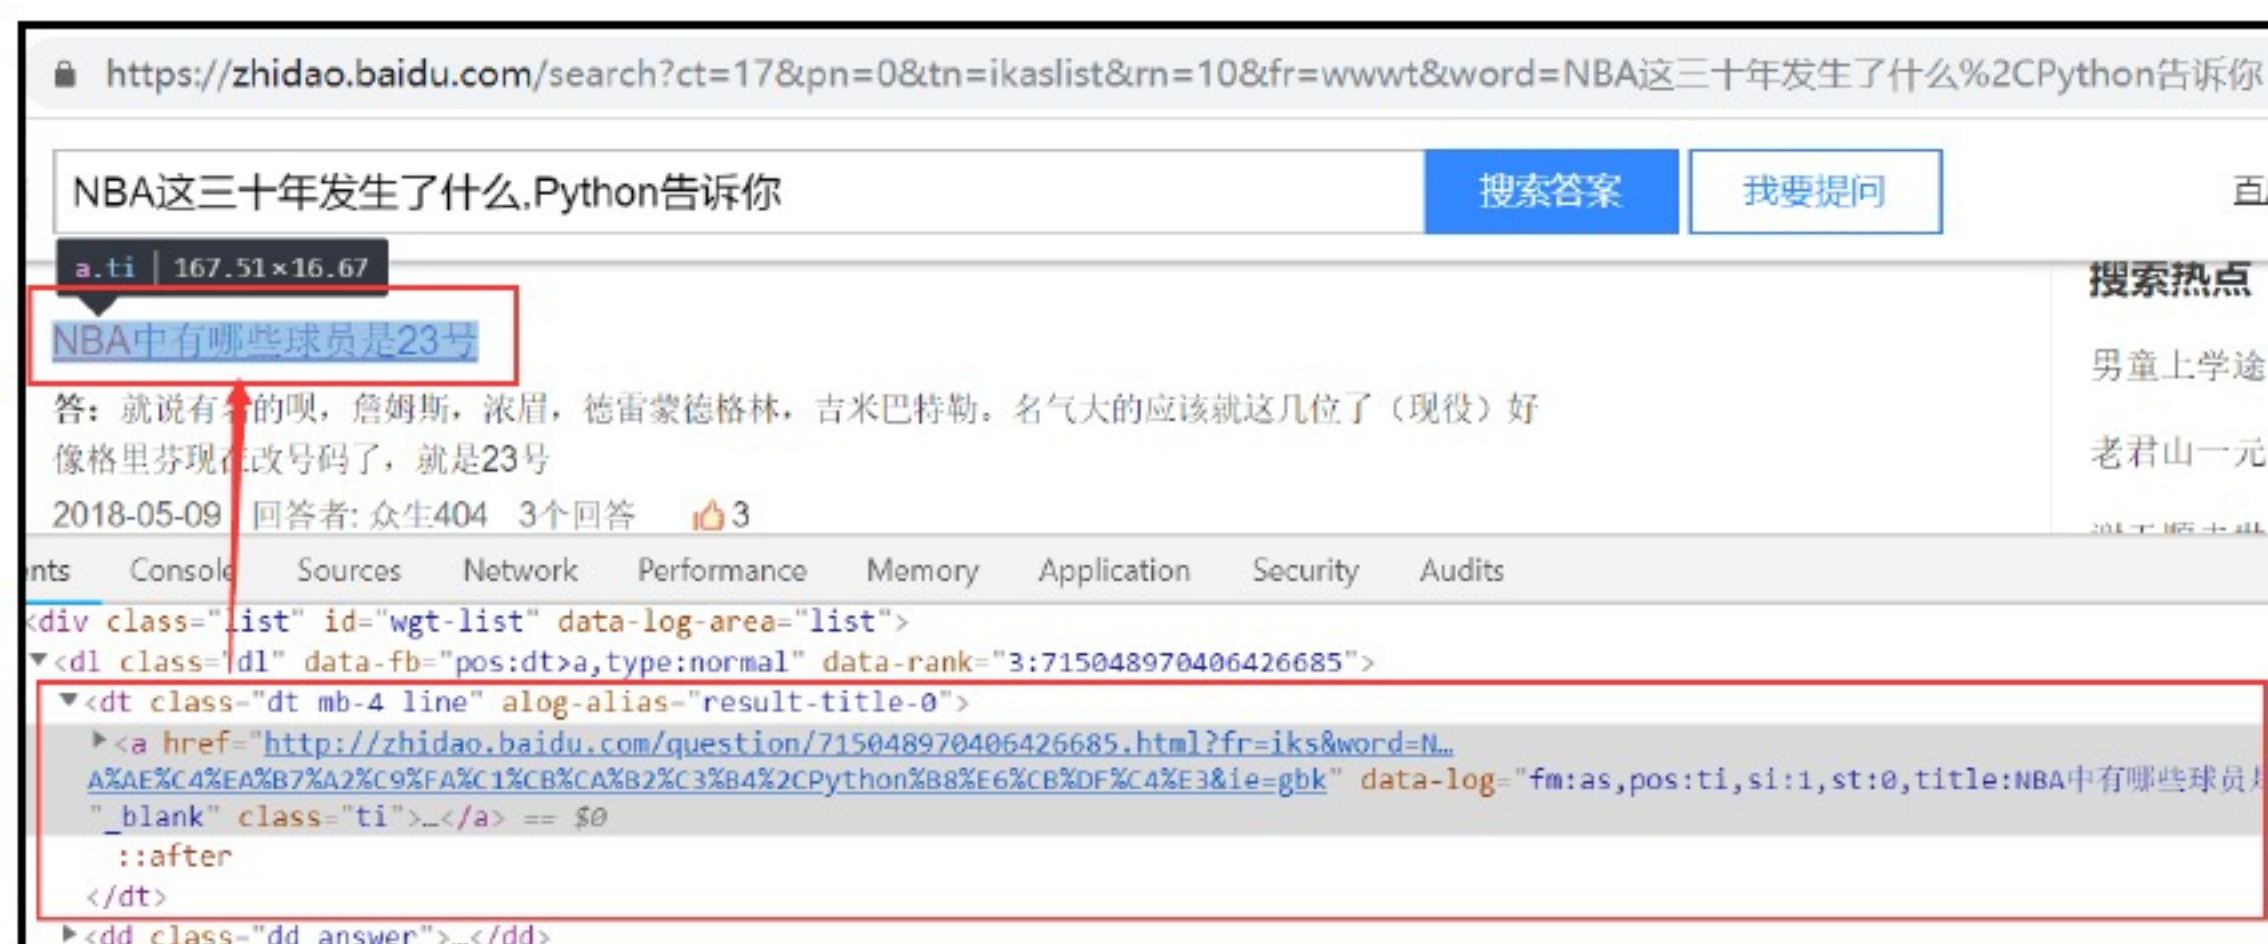 https://zhidao.baidu.com/search?ct=17&pn=0&tn=ikaslist&rn=10&fr=wwwt&word=NBA这三十年发生了什么%2CPython告诉你
NBA这三十年发生了什么,Python告诉你 搜索答案 我要提问 百
a.ti | 167.51×16.67
搜索热点
NBA中有哪些球员是23号
男童上学途
答：就说有名的呗，詹姆斯，浓眉，德雷蒙德格林，吉米巴特勒。名气大的应该就这几位了（现役）好
像格里芬现在改号码了，就是23号
老君山一元
2018-05-09 回答者: 众生404 3个回答 3
nts Console Sources Network Performance Memory Application Security Audits
<div class="list" id="wgt-list" data-log-area="list">
▼<dl class="dl" data-fb="pos:dt>a,type:normal" data-rank="3:715048970406426685">
▼<dt class="dt mb-4 line" alog-alias="result-title-0">
▶<a href="http://zhidao.baidu.com/question/715048970406426685.html?fr=iks&word=N…
A%AE%C4%EA%B7%A2%C9%FA%C1%CB%CA%B2%C3%B4%2CPython%B8%E6%CB%DF%C4%E3&ie=gbk" data-log="fm:as,pos:ti,si:1,st:0,title:NBA中有哪些球员
"_blank" class="ti">…</a> == $0
::after
</dt>
▶<dd class="dd answer">…</dd>